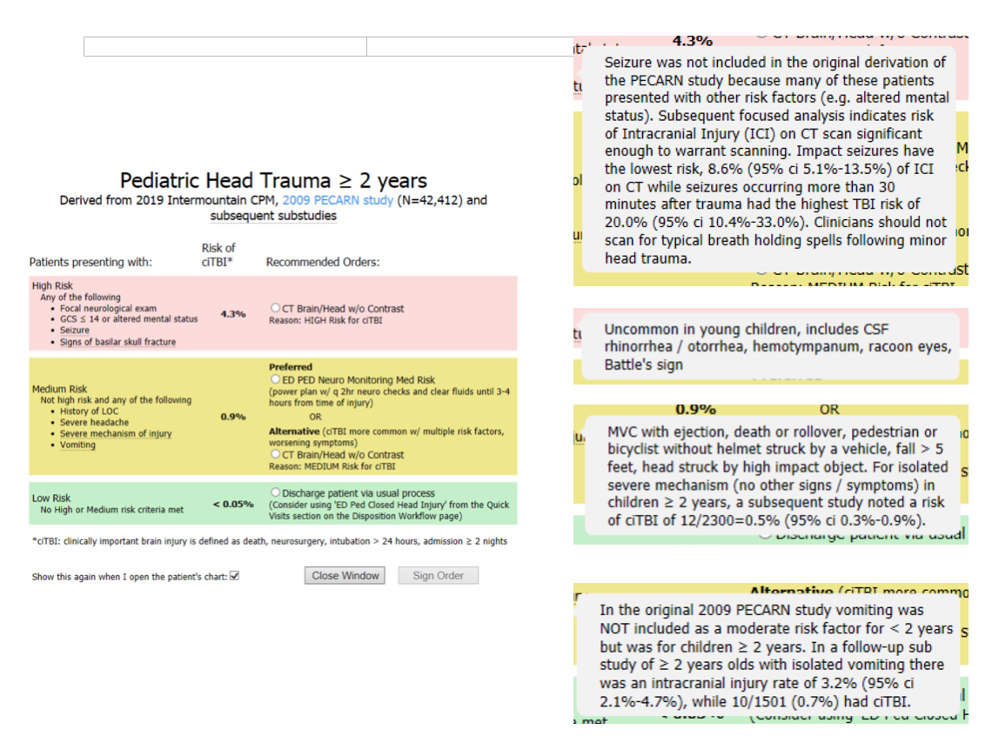 Pediatric Head Trauma ≥ 2 years
Derived from 2019 Intermountain CPM, 2009 PECARN study (N=42,412) and
subsequent substudies
Risk of
Patients presenting with: ciTBI* Recommended Orders:
High Risk
Any of the following
• Focal neurological exam
• GCS ≤ 14 or altered mental status
• Seizure
• Signs of basilar skull fracture
4.3%
CT Brain/Head w/o Contrast
Reason: HIGH Risk for ciTBI
Medium Risk
Not high risk and any of the following
• History of LOC
• Severe headache
• Severe mechanism of injury
• Vomiting
0.9%
Preferred
ED PED Neuro Monitoring Med Risk
(power plan w/ q 2hr neuro checks and clear fluids until 3-4
hours from time of injury)
OR
Alternative (ciTBI more common w/ multiple risk factors,
worsening symptoms)
CT Brain/Head w/o Contrast
Reason: MEDIUM Risk for ciTBI
Low Risk
No High or Medium risk criteria met
< 0.05%
Discharge patient via usual process
(Consider using 'ED Ped Closed Head Injury' from the Quick
Visits section on the Disposition Workflow page)
*ciTBI: clinically important brain injury is defined as death, neurosurgery, intubation > 24 hours, admission ≥ 2 nights
Show this again when I open the patient's chart:
Close Window
Sign Order
4.3%
Seizure was not included in the original derivation of
the PECARN study because many of these patients
presented with other risk factors (e.g. altered mental
status). Subsequent focused analysis indicates risk
of Intracranial Injury (ICI) on CT scan significant
enough to warrant scanning. Impact seizures have
the lowest risk, 8.6% (95% ci 5.1%-13.5%) of ICI
on CT while seizures occurring more than 30
minutes after trauma had the highest TBI risk of
20.0% (95% ci 10.4%-33.0%). Clinicians should not
scan for typical breath holding spells following minor
head trauma.
Uncommon in young children, includes CSF
rhinorrhea / otorrhea, hemotympanum, racoon eyes,
Battle's sign
0.9% OR
MVC with ejection, death or rollover, pedestrian or
bicyclist without helmet struck by a vehicle, fall > 5
feet, head struck by high impact object. For isolated
severe mechanism (no other signs / symptoms) in
children ≥ 2 years, a subsequent study noted a risk
of ciTBI of 12/2300=0.5% (95% ci 0.3%-0.9%).
Discharge patient via usual
Alternative (ciTBI more commo
In the original 2009 PECARN study vomiting was
NOT included as a moderate risk factor for < 2 years
but was for children ≥ 2 years. In a follow-up sub
study of ≥ 2 years olds with isolated vomiting there
was an intracranial injury rate of 3.2% (95% ci
2.1%-4.7%), while 10/1501 (0.7%) had ciTBI.